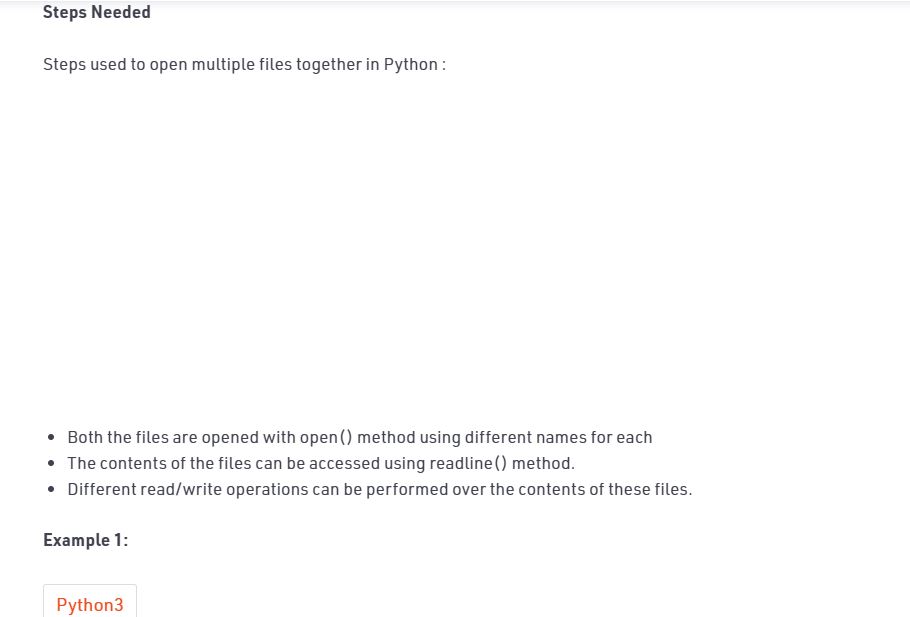 Steps Needed
Steps used to open multiple files together in Python :
• Both the files are opened with open() method using different names for each
• The contents of the files can be accessed using readline() method.
• Different read/write operations can be performed over the contents of these files.
Example 1:
Python3